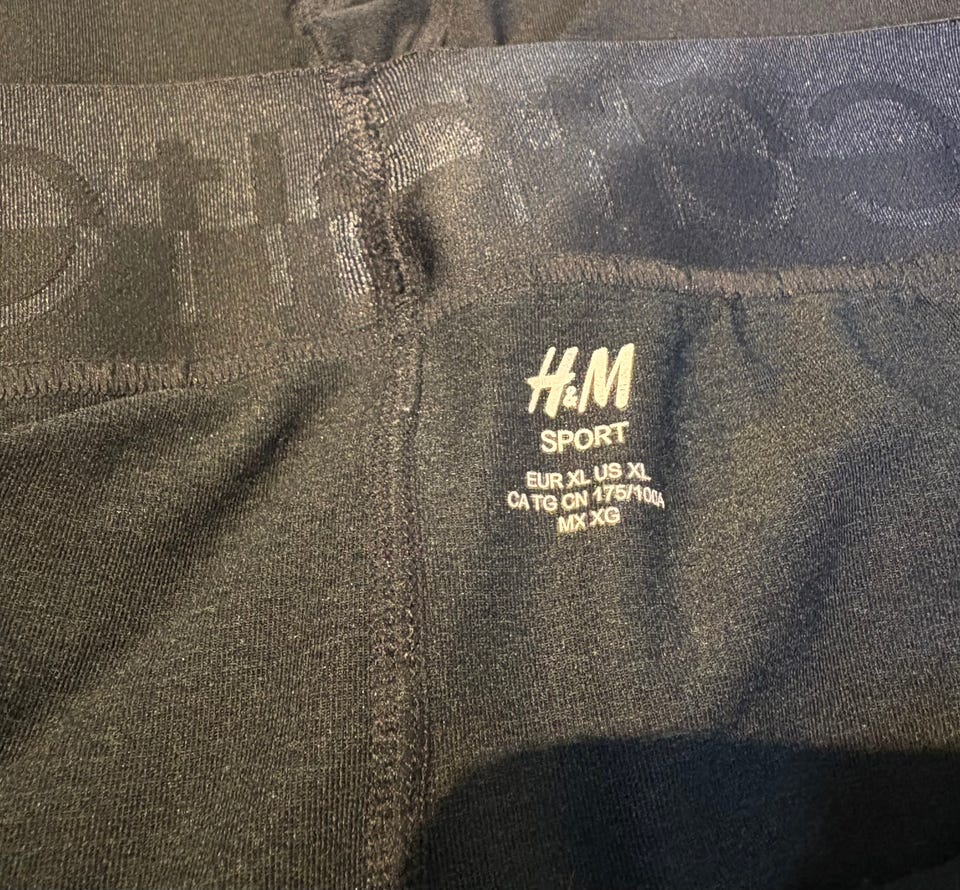 H&M
SPORT
EUR XL US XL
CA TG CN 175/100A
MX XG